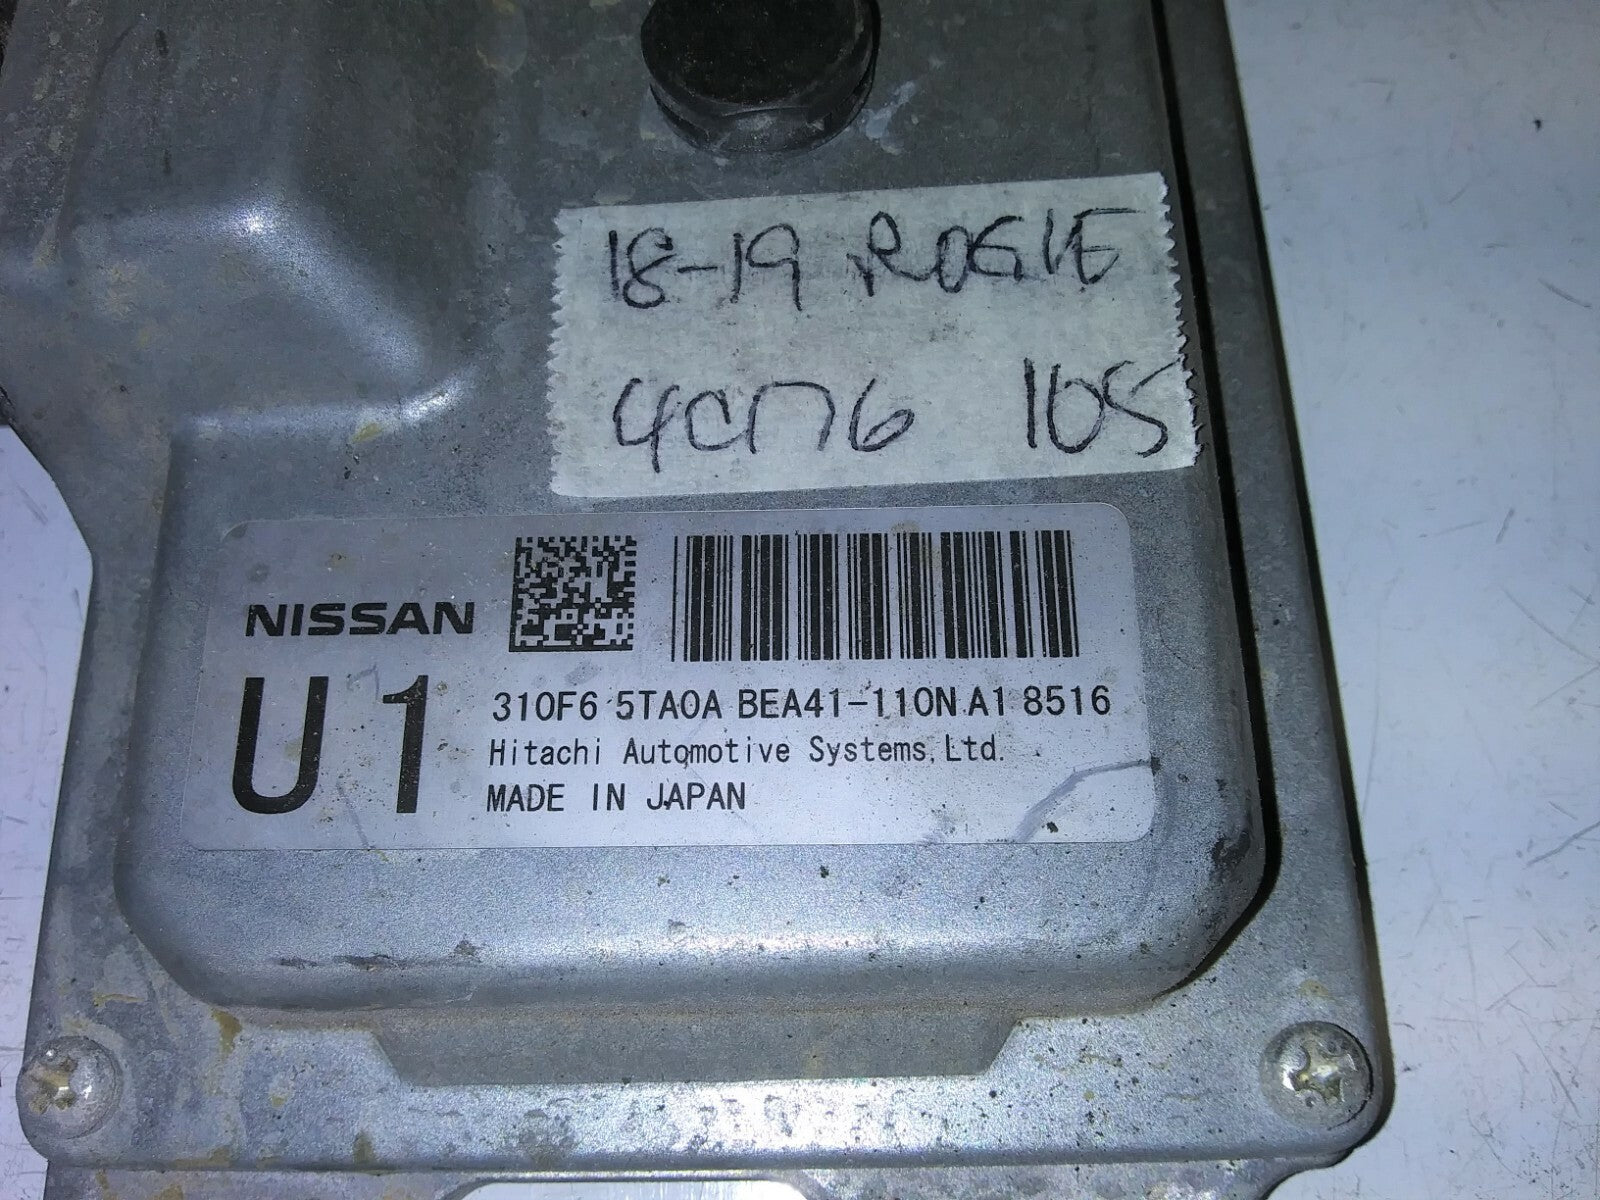 18-19 ROGUE
4CM6 105
NISSAN
U1
310F6 5TA0A BEA41-110N A1 8516
Hitachi Automotive Systems, Ltd.
MADE IN JAPAN